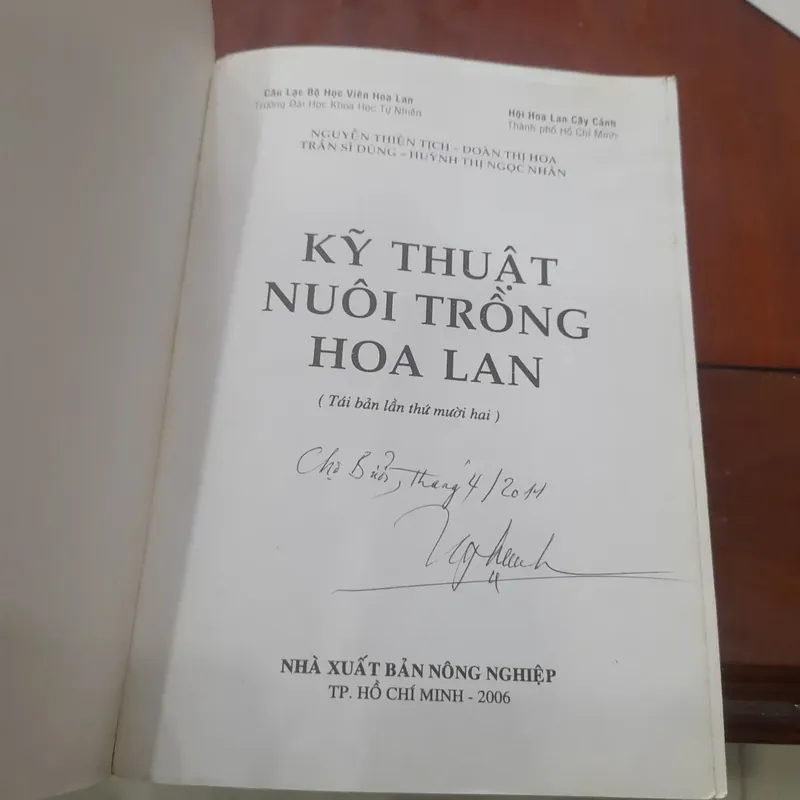 Câu Lạc Bộ Học Viên Hoa Lan
Trường Đại Học Khoa Học Tự Nhiên
Hội Hoa Lan Cây Cảnh
Thành phố Hồ Chí Minh
NGUYỄN THIỆN TỊCH - ĐOÀN THỊ HOA
TRẦN SĨ DŨNG - HUỲNH THỊ NGỌC NHÂN
KỸ THUẬT
NUÔI TRỒNG
HOA LAN
( Tái bản lần thứ mười hai )
Chợ Bưởi, tháng 4/2011
NHÀ XUẤT BẢN NÔNG NGHIỆP
TP. HỒ CHÍ MINH - 2006